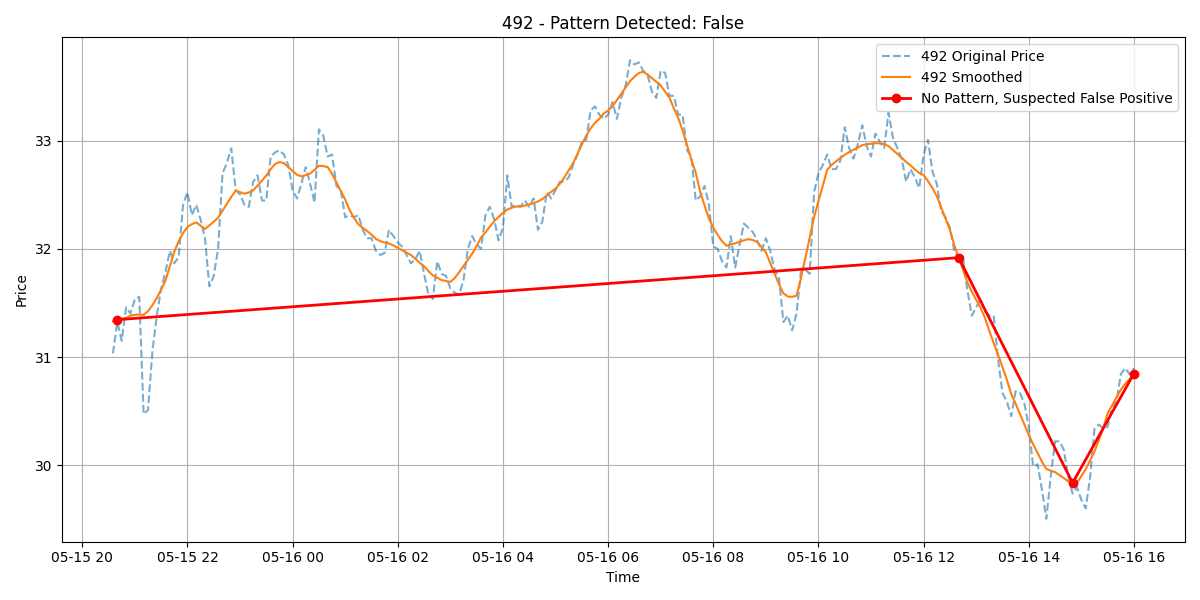 492 - Pattern Detected: False
492 Original Price
492 Smoothed
No Pattern, Suspected False Positive
Price
33
32
31
30
05-15 20 05-15 22 05-16 00 05-16 02 05-16 04 05-16 06 05-16 08 05-16 10 05-16 12 05-16 14 05-16 16
Time